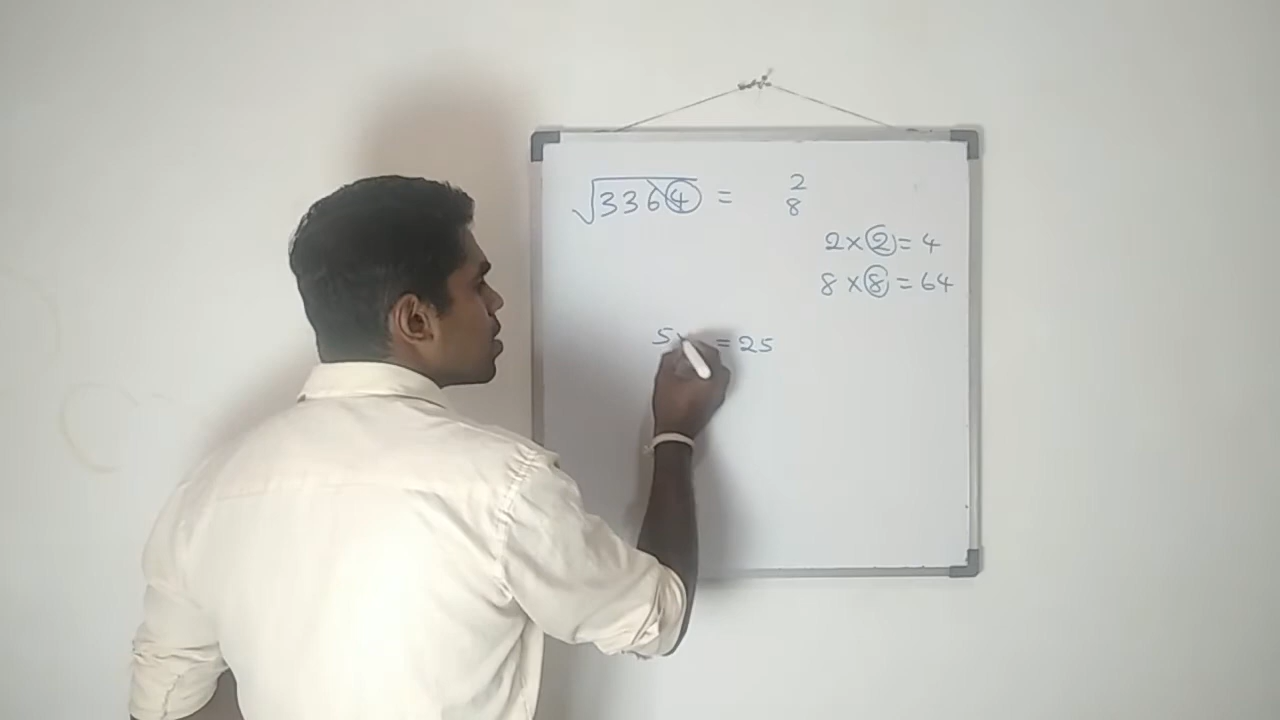 √3364 = 2
8
2×2=4
8×8=64
5× =25